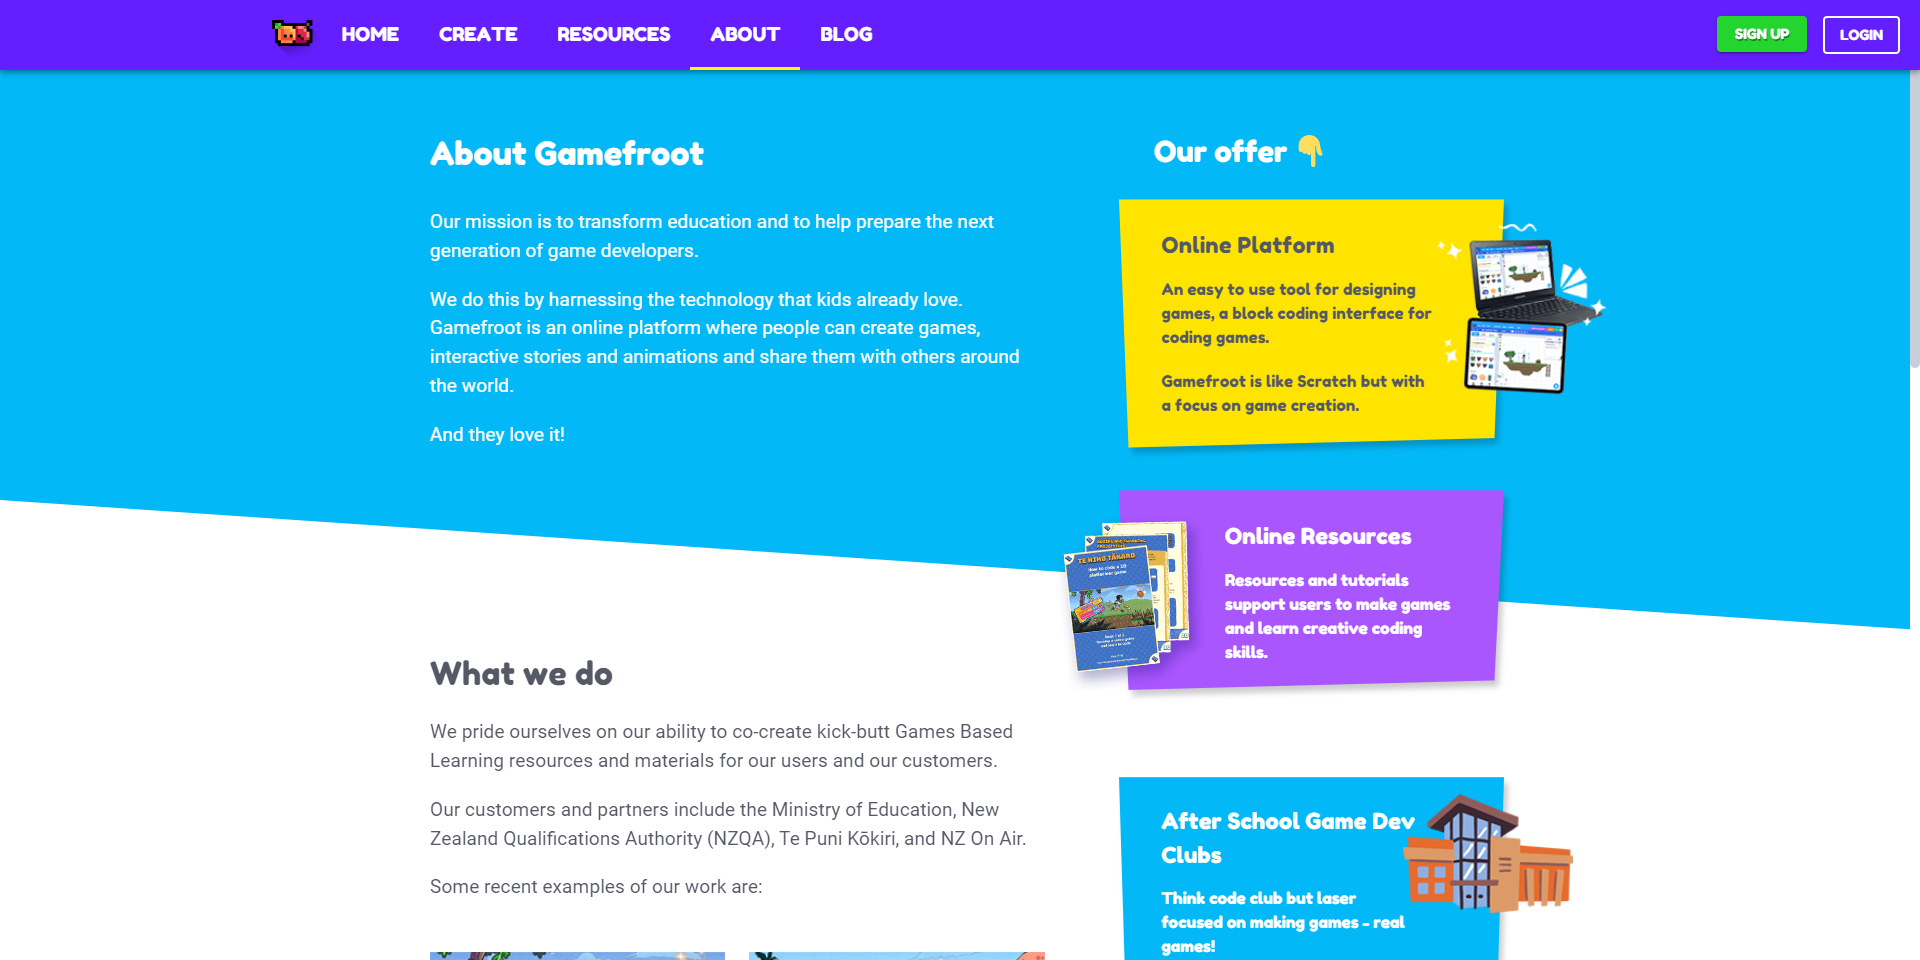 HOME
CREATE
RESOURCES
ABOUT
BLOG
SIGN UP
LOGIN
About Gamefroot
Our mission is to transform education and to help prepare the next
generation of game developers.
We do this by harnessing the technology that kids already love.
Gamefroot is an online platform where people can create games,
interactive stories and animations and share them with others around
the world.
And they love it!
What we do
We pride ourselves on our ability to co-create kick-butt Games Based
Learning resources and materials for our users and our customers.
Our customers and partners include the Ministry of Education, New
Zealand Qualifications Authority (NZQA), Te Puni Kōkiri, and NZ On Air.
Some recent examples of our work are:
Our offer
Online Platform
An easy to use tool for designing
games, a block coding interface for
coding games.
Gamefroot is like Scratch but with
a focus on game creation.
TE HIKO TĀKARO
How to code a 2D
platformer game
Online Resources
Resources and tutorials
support users to make games
and learn creative coding
skills.
After School Game Dev
Clubs
Think code club but laser
focused on making games - real
games!